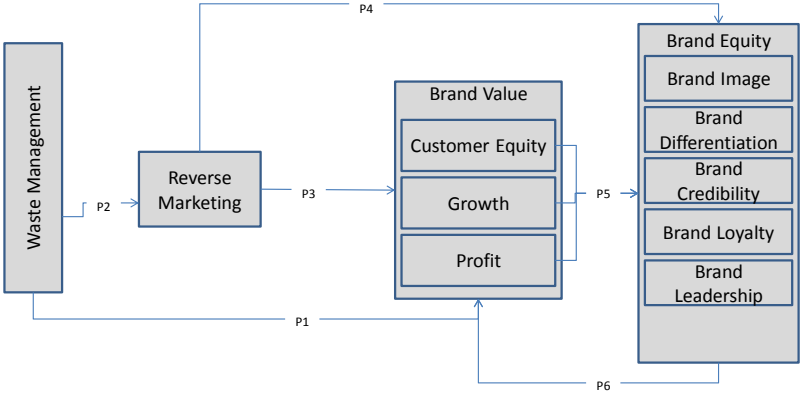 P4
Brand Equity
Brand Image
Brand
Differentiation
Brand
Credibility
Brand Loyalty
Brand
Leadership
Waste Management
P2
Reverse
Marketing
P3
Brand Value
Customer Equity
Growth
Profit
P5
P1
P6